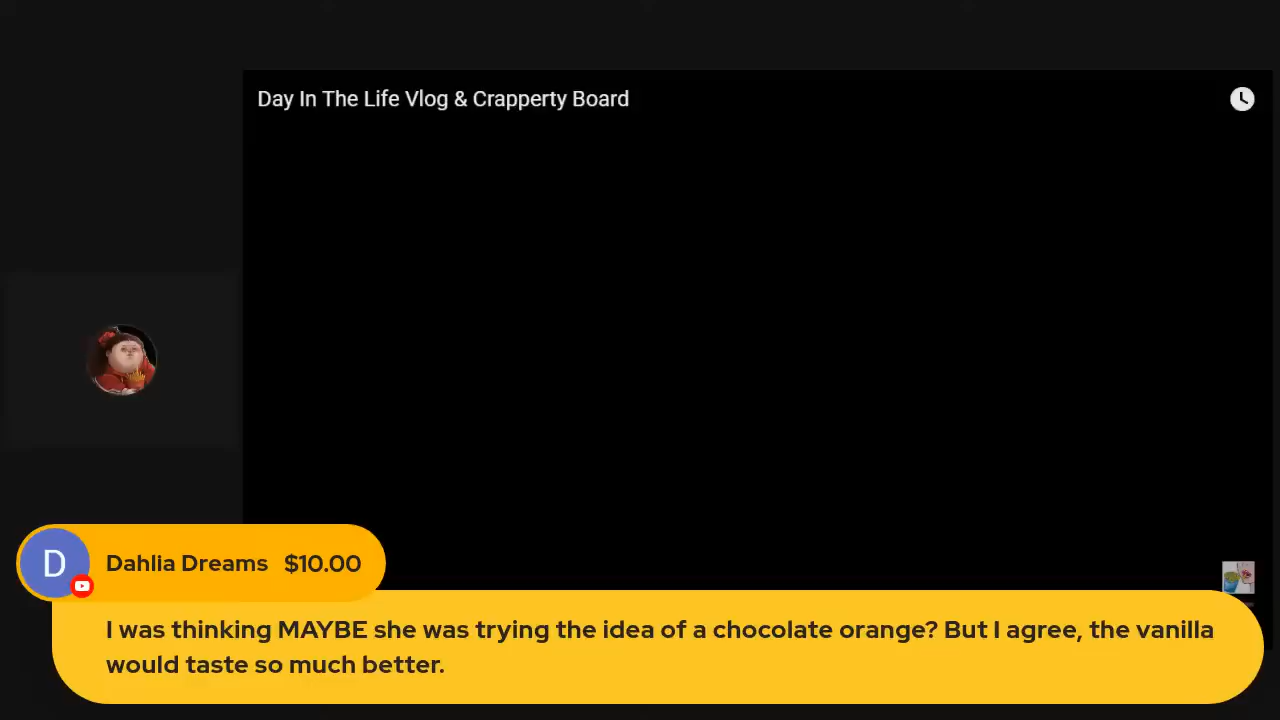 Day In The Life Vlog & Crapperty Board
D
Dahlia Dreams $10.00
I was thinking MAYBE she was trying the idea of a chocolate orange? But I agree, the vanilla
would taste so much better.